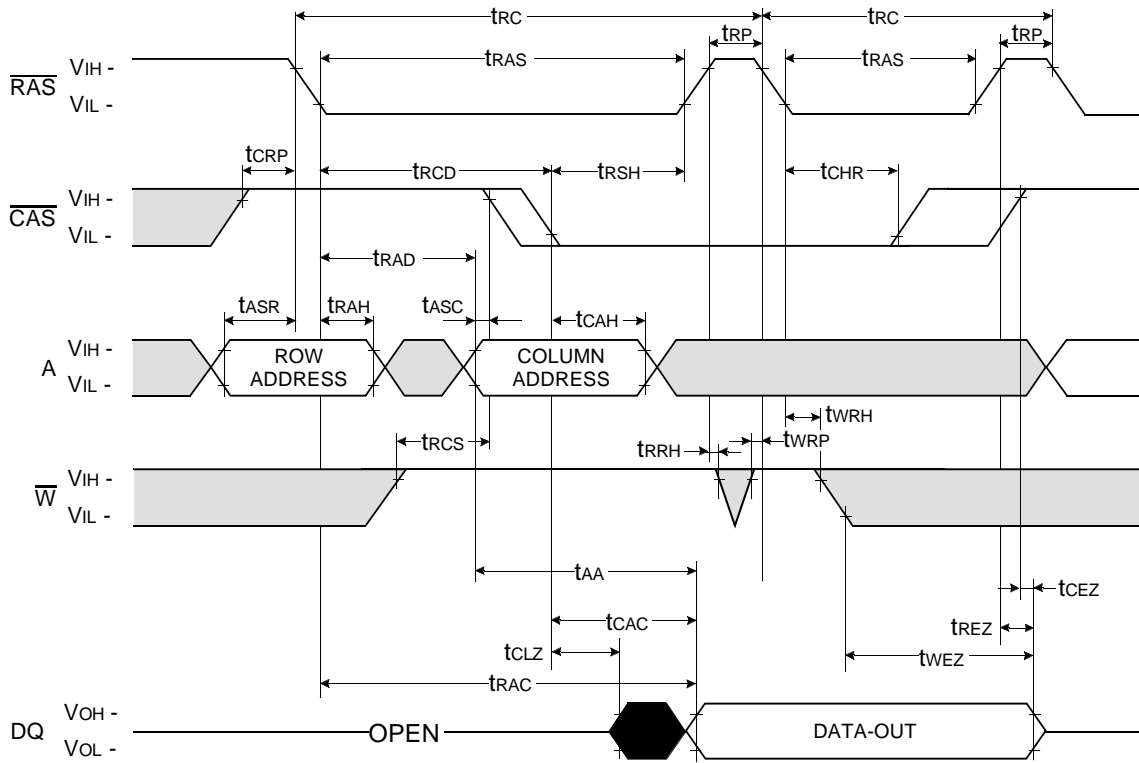 tRC tRC
tRP tRP
tRAS tRAS
RAS VIH -
VIL -
tCRP tRCD tRSH tCHR
CAS VIH -
VIL -
tRAD
tASR tRAH tASC tCAH
A VIH -
VIL -
ROW ADDRESS
COLUMN ADDRESS
tWRH
tRCS tRRH tWRP
W VIH -
VIL -
tAA tCEZ
tCAC tREZ
tCLZ tWEZ
tRAC
DQ VOH -
VOL -
OPEN DATA-OUT